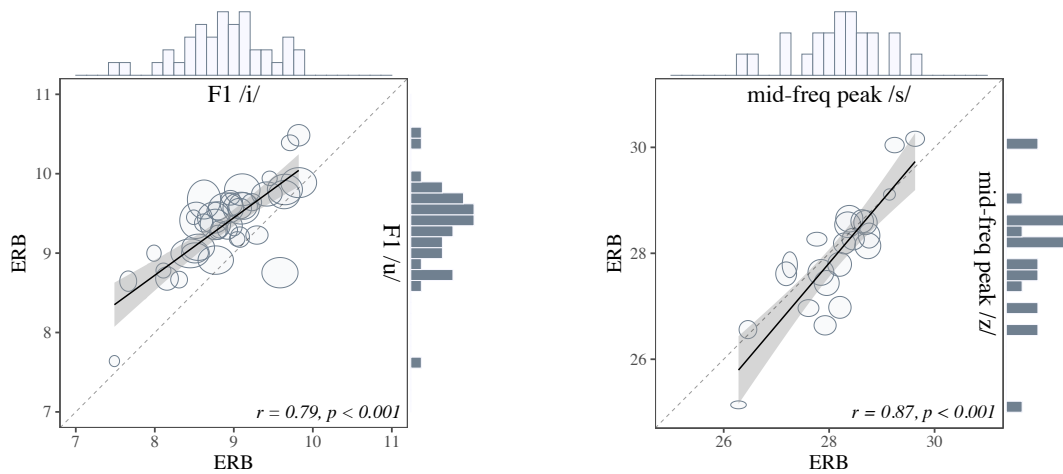 F1 /i/
11
10
9
8
7
ERB
F1 /u/
r = 0.79, p < 0.001
7
8
9
10
11
ERB
mid-freq peak /s/
30
28
26
ERB
mid-freq peak /z/
r = 0.87, p < 0.001
26
28
30
ERB